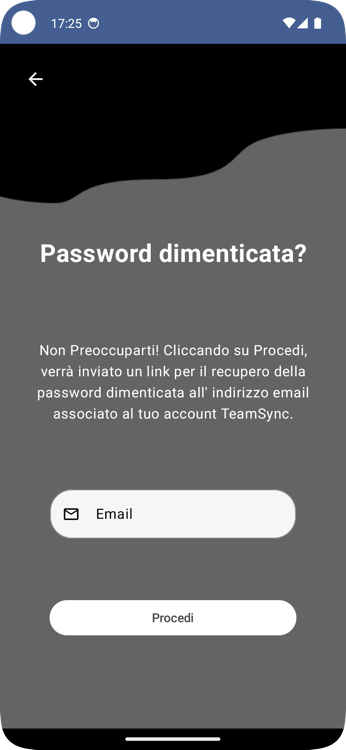 17:25
Password dimenticata?
Non Preoccuparti! Cliccando su Procedi,
verrà inviato un link per il recupero della
password dimenticata all' indirizzo email
associato al tuo account TeamSync.
Email
Procedi